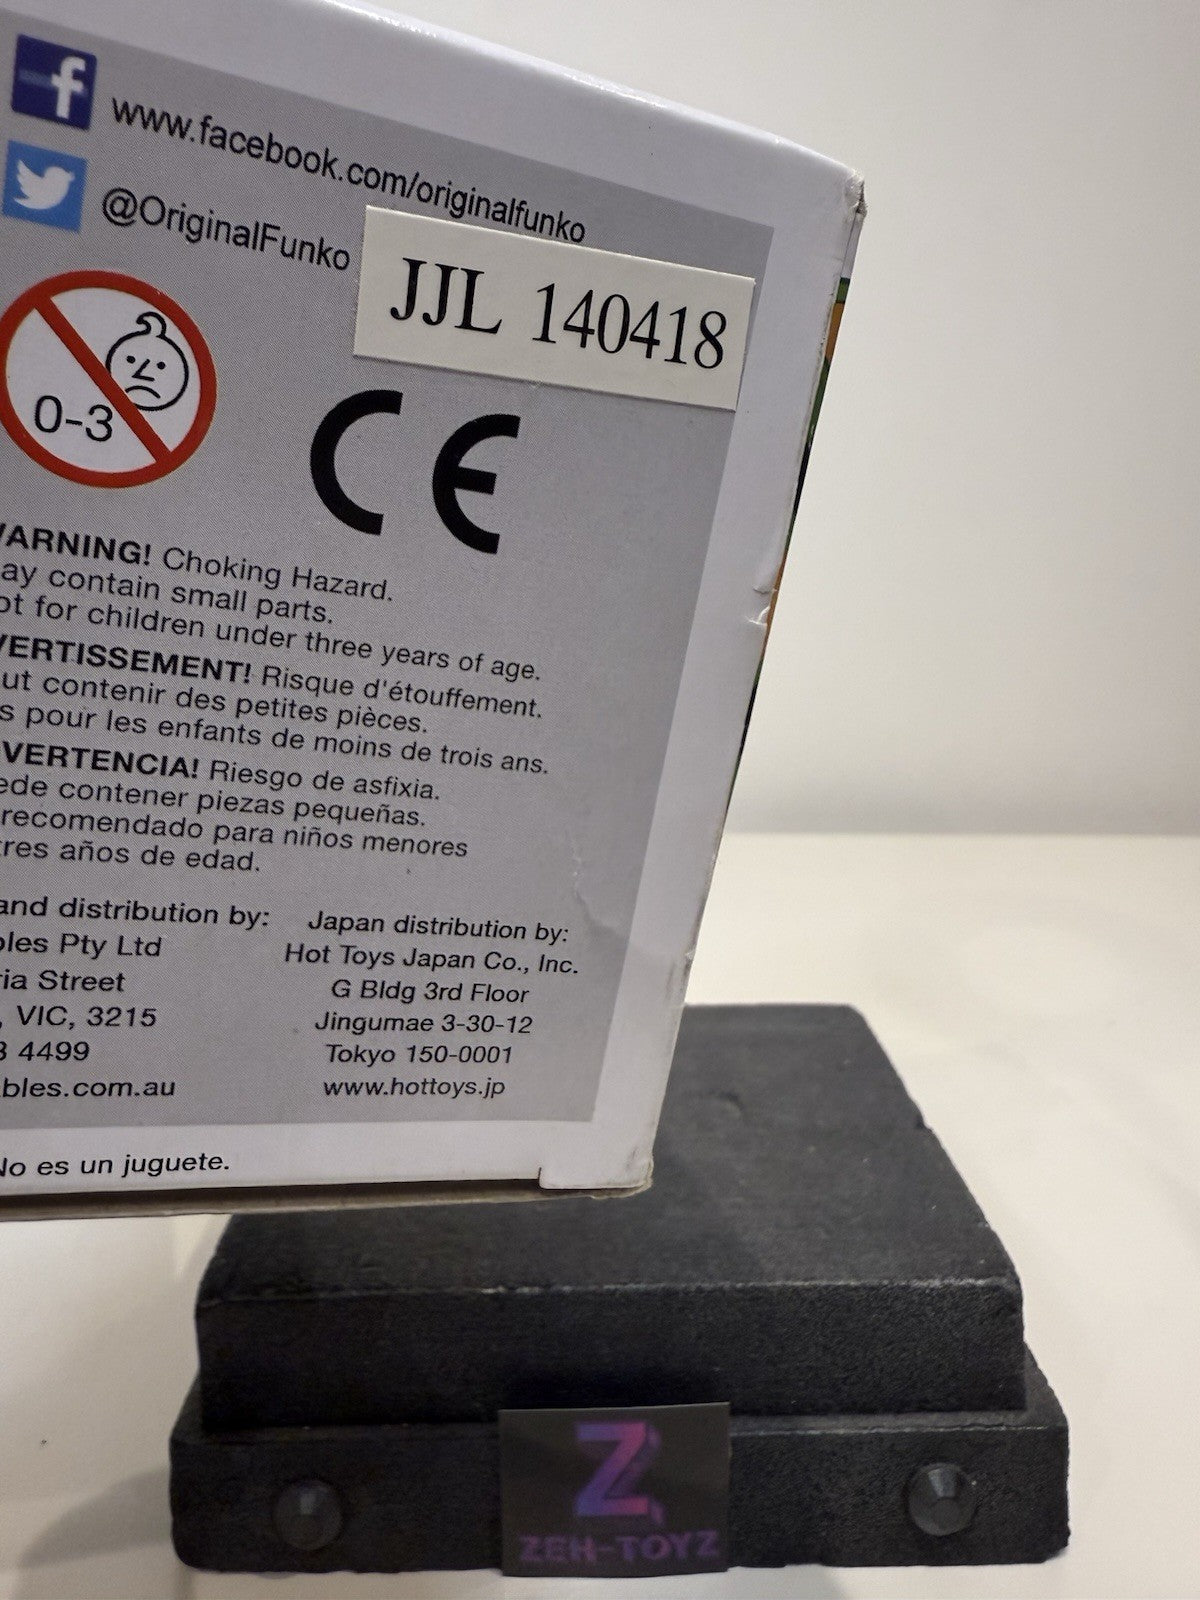 f
www.facebook.com/originalfunko
@OriginalFunko
JJL 140418
0-3
CE
WARNING! Choking Hazard.
ay contain small parts.
ot for children under three years of age.
VERTISSEMENT! Risque d'étouffement.
ut contenir des petites pièces.
s pour les enfants de moins de trois ans.
VERTENCIA! Riesgo de asfixia.
ede contener piezas pequeñas.
recomendado para niños menores
tres años de edad.
and distribution by:
bles Pty Ltd
ria Street
, VIC, 3215
3 4499
bles.com.au
Japan distribution by:
Hot Toys Japan Co., Inc.
G Bldg 3rd Floor
Jingumae 3-30-12
Tokyo 150-0001
www.hottoys.jp
No es un juguete.
Z
ZEH-TOYZ